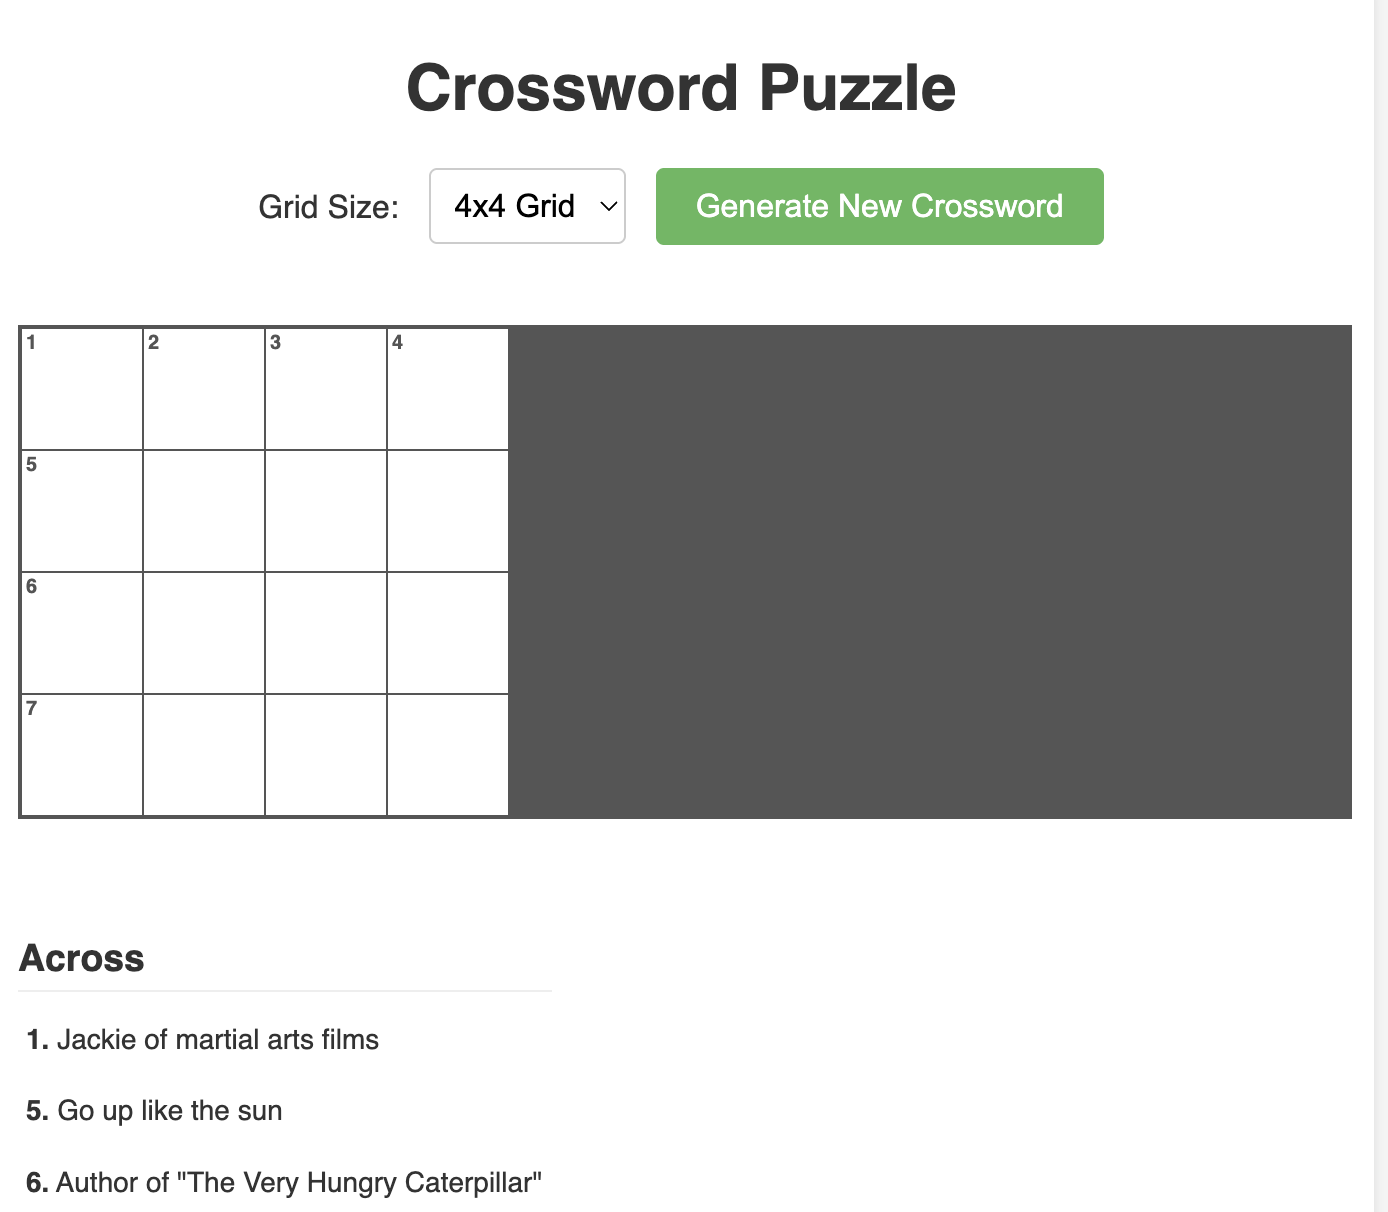 Crossword Puzzle
Grid Size: 4x4 Grid Generate New Crossword
1 2 3 4
5
6
7
Across
1. Jackie of martial arts films
5. Go up like the sun
6. Author of "The Very Hungry Caterpillar"